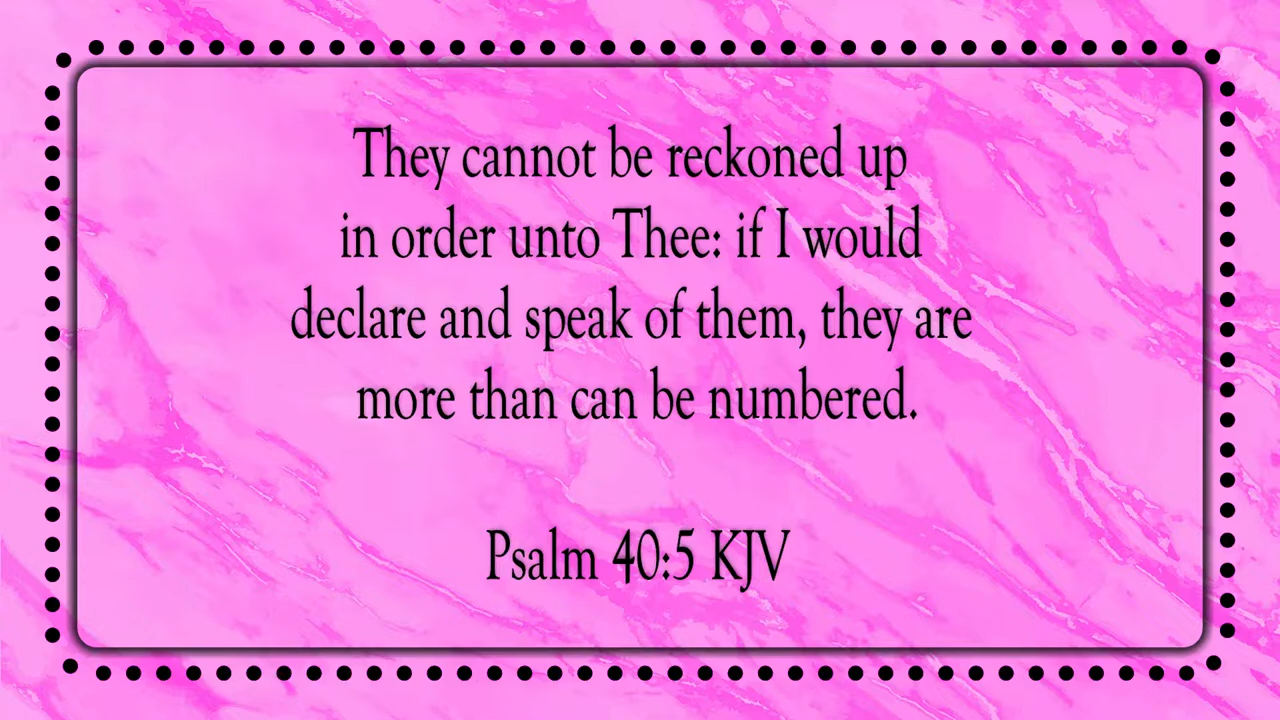 They cannot be reckoned up
in order unto Thee: if I would
declare and speak of them, they are
more than can be numbered.
Psalm 40:5 KJV